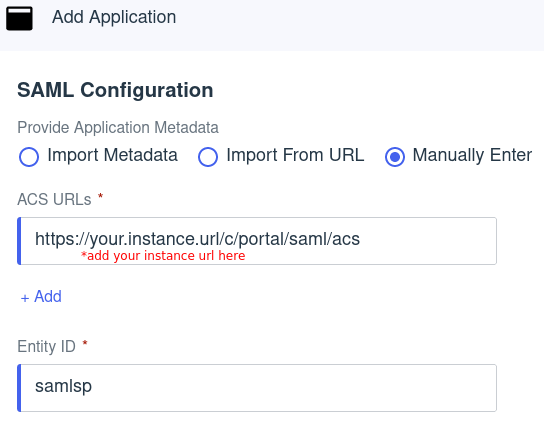 Add Application
SAML Configuration
Provide Application Metadata
Import Metadata Import From URL Manually Enter
ACS URLs *
https://your.instance.url/c/portal/saml/acs
*add your instance url here
+ Add
Entity ID *
samlsp